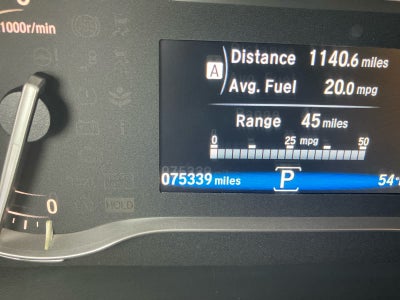 1000r/min
0
HOLD
A
Distance 1140.6 miles
Avg. Fuel 20.0 mpg
Range 45 miles
0 25 mpg 50
075339 miles P 54°